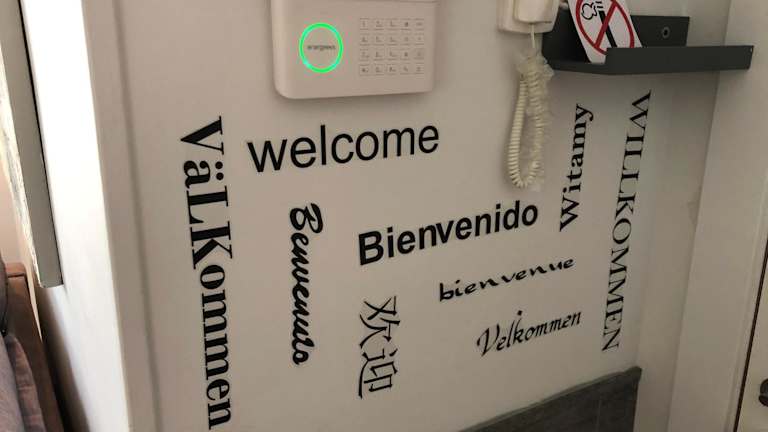 VäLKommen
welcome
Benvenuto
Bienvenido
欢迎
bienvenue
Velkommen
Witamy
WILLKOMMEN